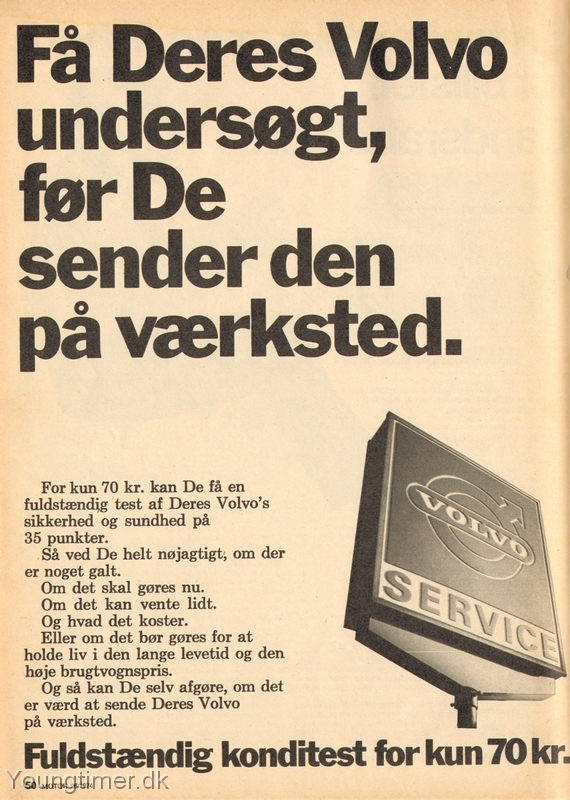 Få Deres Volvo
undersøgt,
før De
sender den
på værksted.
For kun 70 kr. kan De få en
fuldstændig test af Deres Volvo's
sikkerhed og sundhed på
35 punkter.
Så ved De helt nøjagtigt, om der
er noget galt.
Om det skal gøres nu.
Om det kan vente lidt.
Og hvad det koster.
Eller om det bør gøres for at
holde liv i den lange levetid og den
høje brugtvognspris.
Og så kan De selv afgøre, om det
er værd at sende Deres Volvo
på værksted.
VOLVO
SERVICE
Fuldstændig konditest for kun 70 kr.
Youngtimer.dk
50 MOTOR